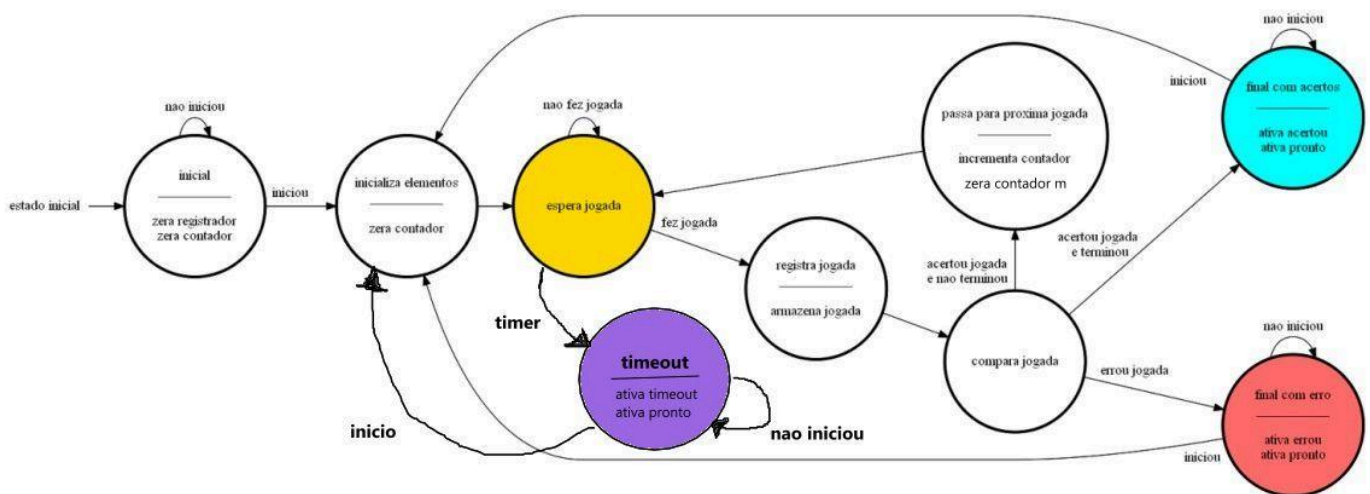 estado inicial
nao iniciou
inicial
zera registrador
zera contador
iniciou
inicializa elementos
zera contador
nao fez jogada
espera jogada
fez jogada
timer
timeout
ativa timeout
ativa pronto
nao iniciou
inicio
registra jogada
armazena jogada
compara jogada
acertou jogada
e nao terminou
passa para proxima jogada
incrementa contador
zera contador m
acertou jogada
e terminou
nao iniciou
final com acertos
ativa acertou
ativa pronto
iniciou
errou jogada
nao iniciou
final com erro
ativa errou
ativa pronto
iniciou